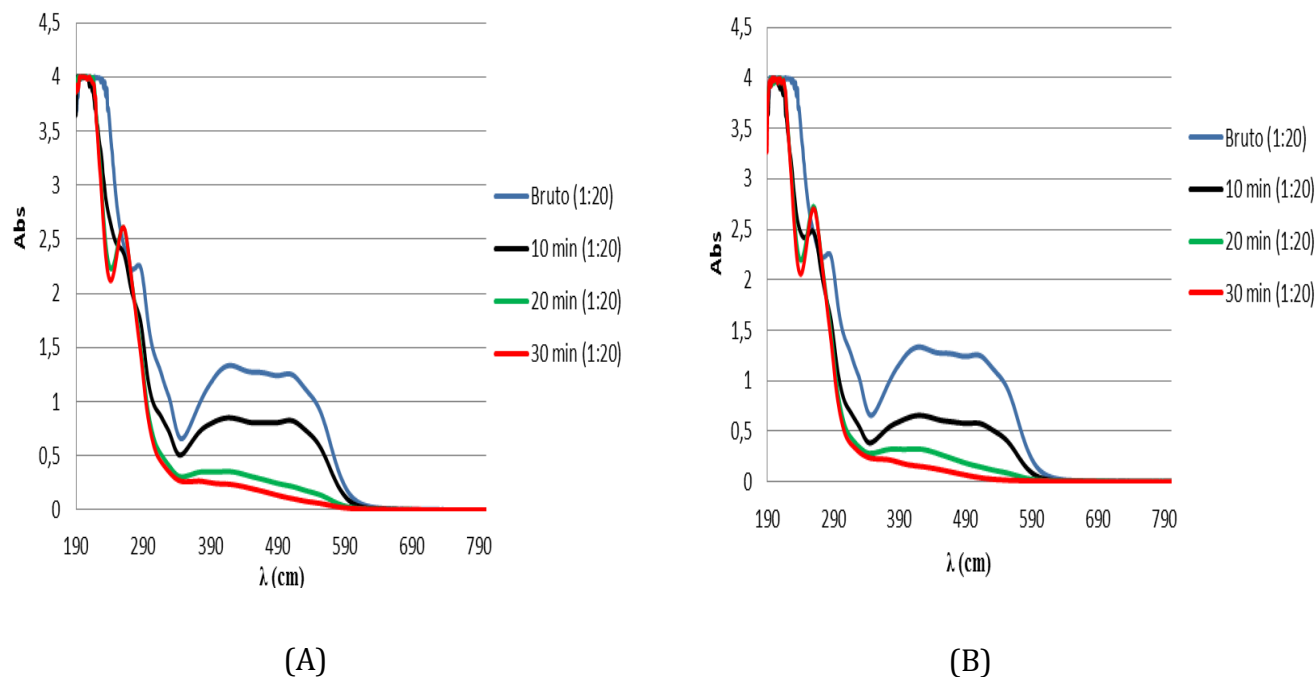 4,5
4
3,5
3
2,5
2
1,5
1
0,5
0
Abs
190 290 390 490 590 690 790
λ (cm)
Bruto (1:20)
10 min (1:20)
20 min (1:20)
30 min (1:20)
(A)
4,5
4
3,5
3
2,5
2
1,5
1
0,5
0
Abs
190 290 390 490 590 690 790
λ (cm)
Bruto (1:20)
10 min (1:20)
20 min (1:20)
30 min (1:20)
(B)